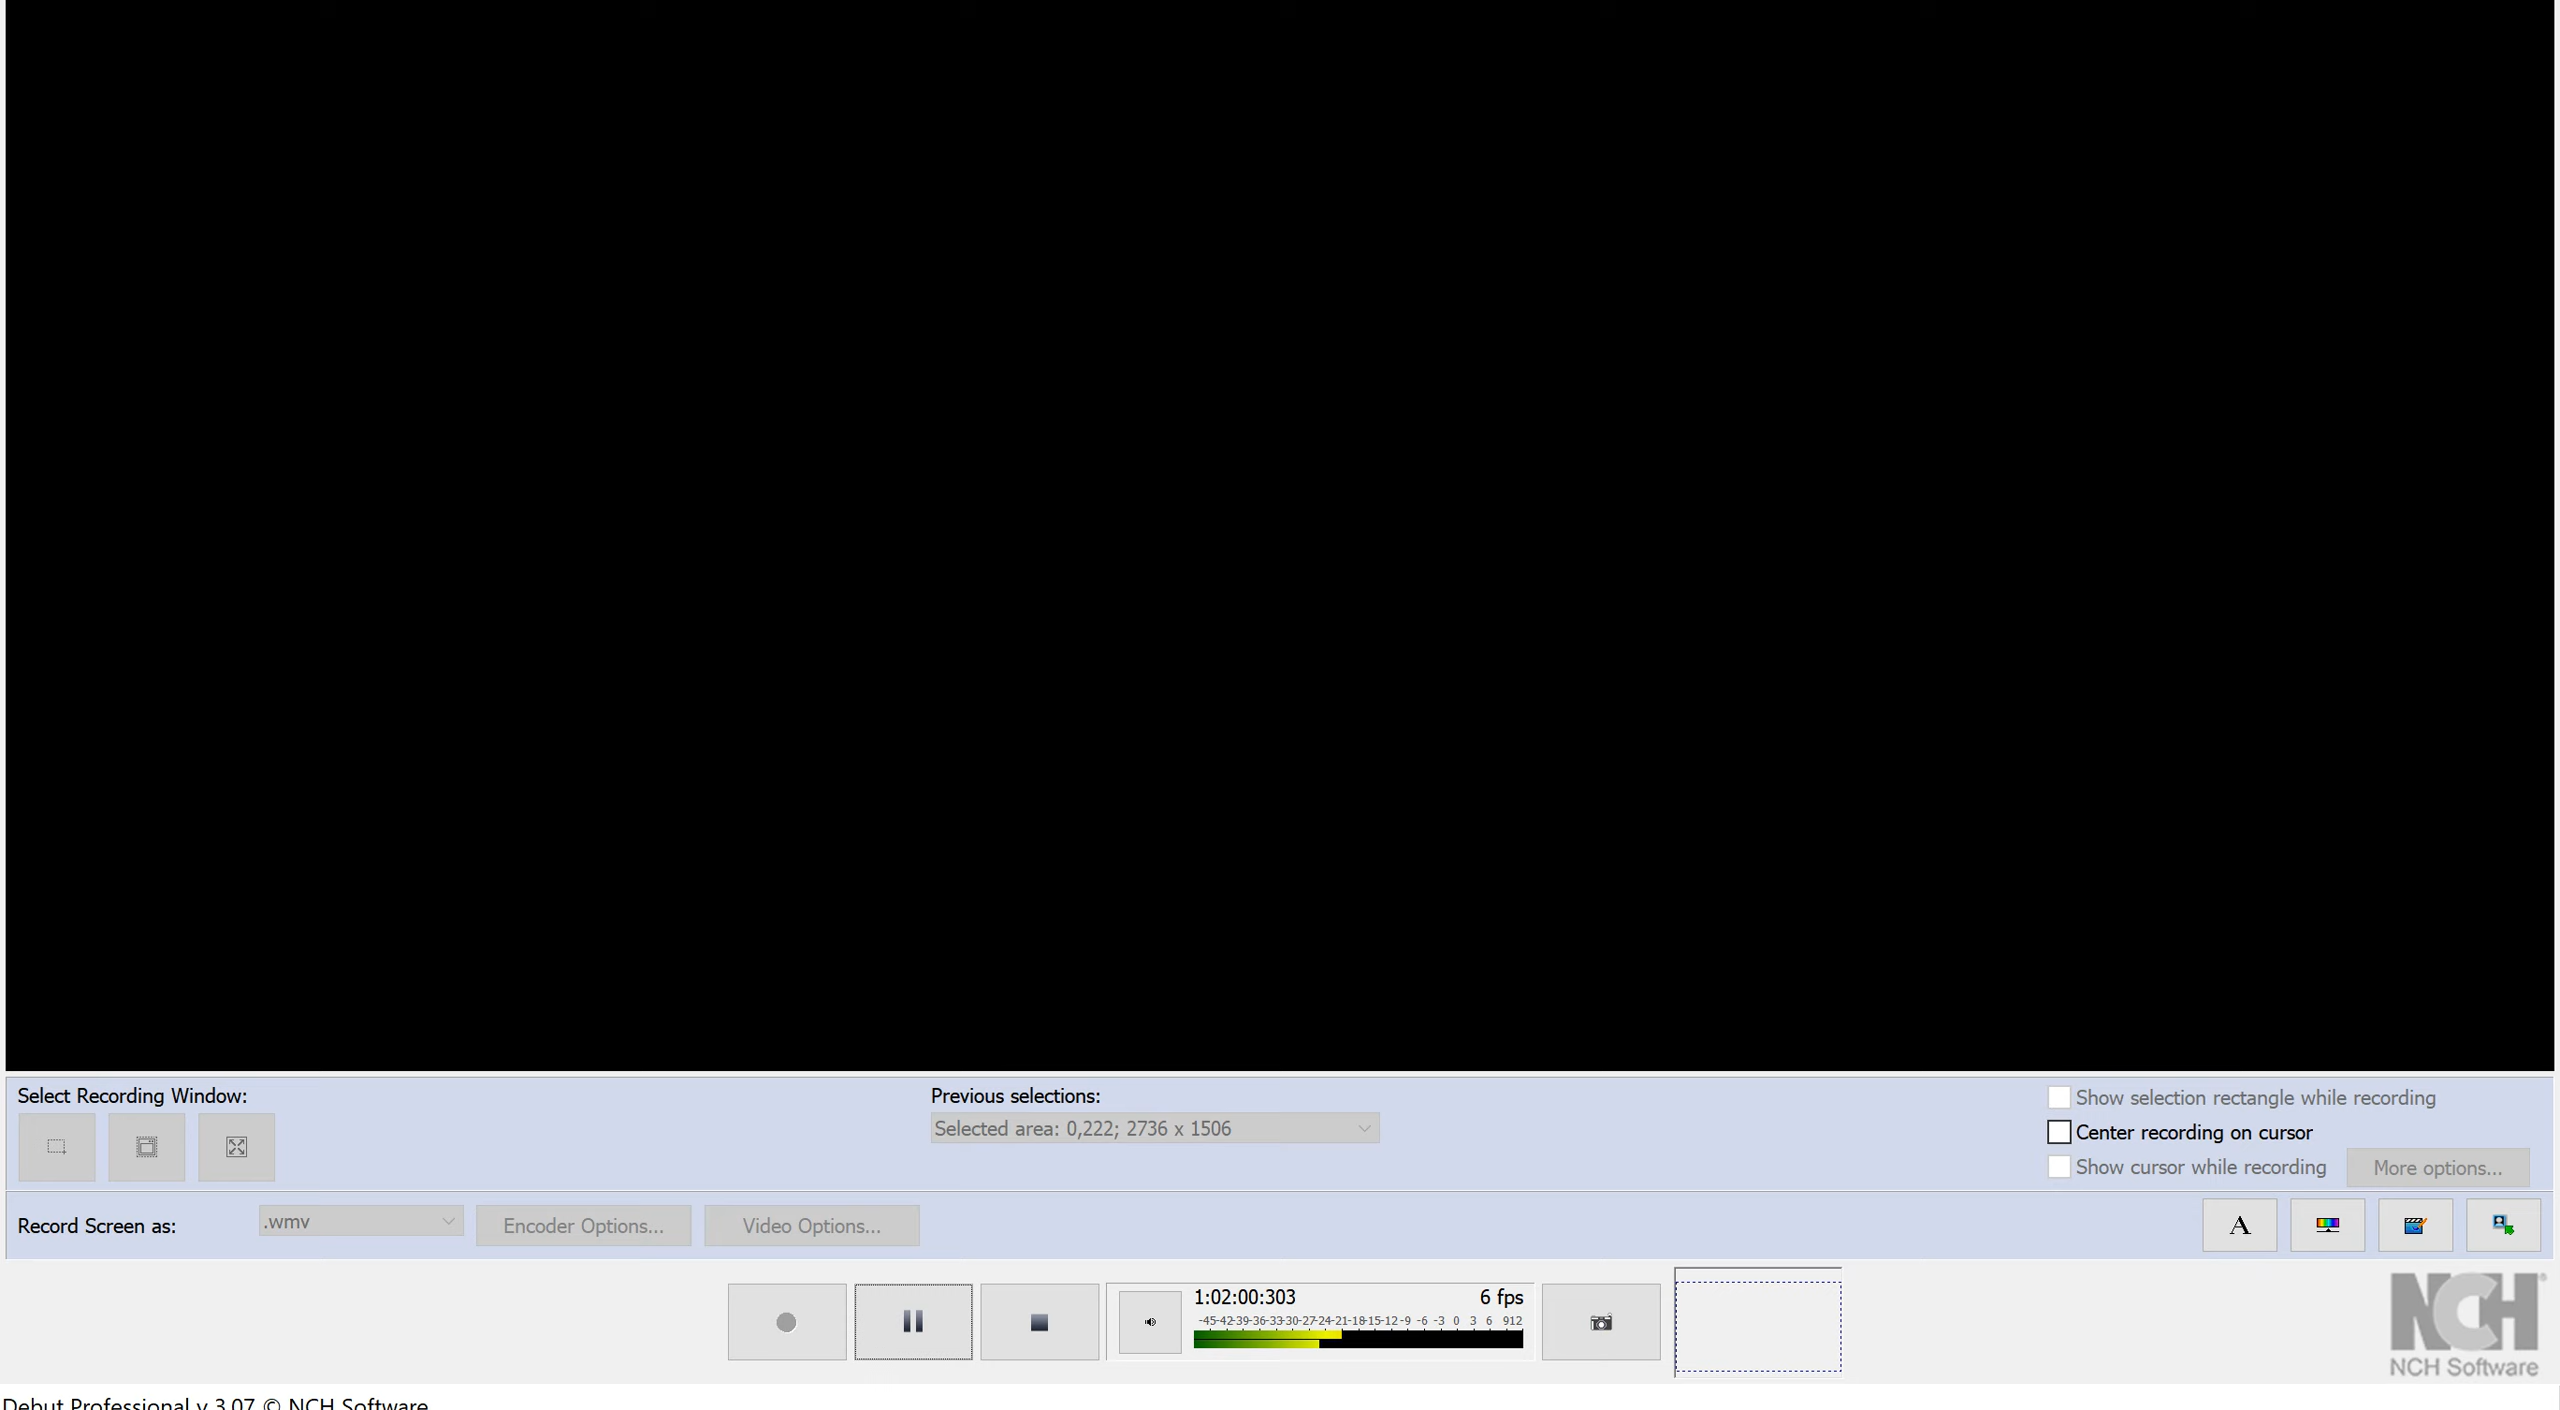 Select Recording Window:
Previous selections:
Selected area: 0,222; 2736 x 1506
Show selection rectangle while recording
Center recording on cursor
Show cursor while recording
More options...
Record Screen as:
.wmv
Encoder Options...
Video Options...
A
1:02:00:303
6 fps
-45-42-39-36-33-30-27-24-21-18-15-12-9 -6 -3 0 3 6 912
NCH
NCH Software
Debut Professional v 3.07 © NCH Software